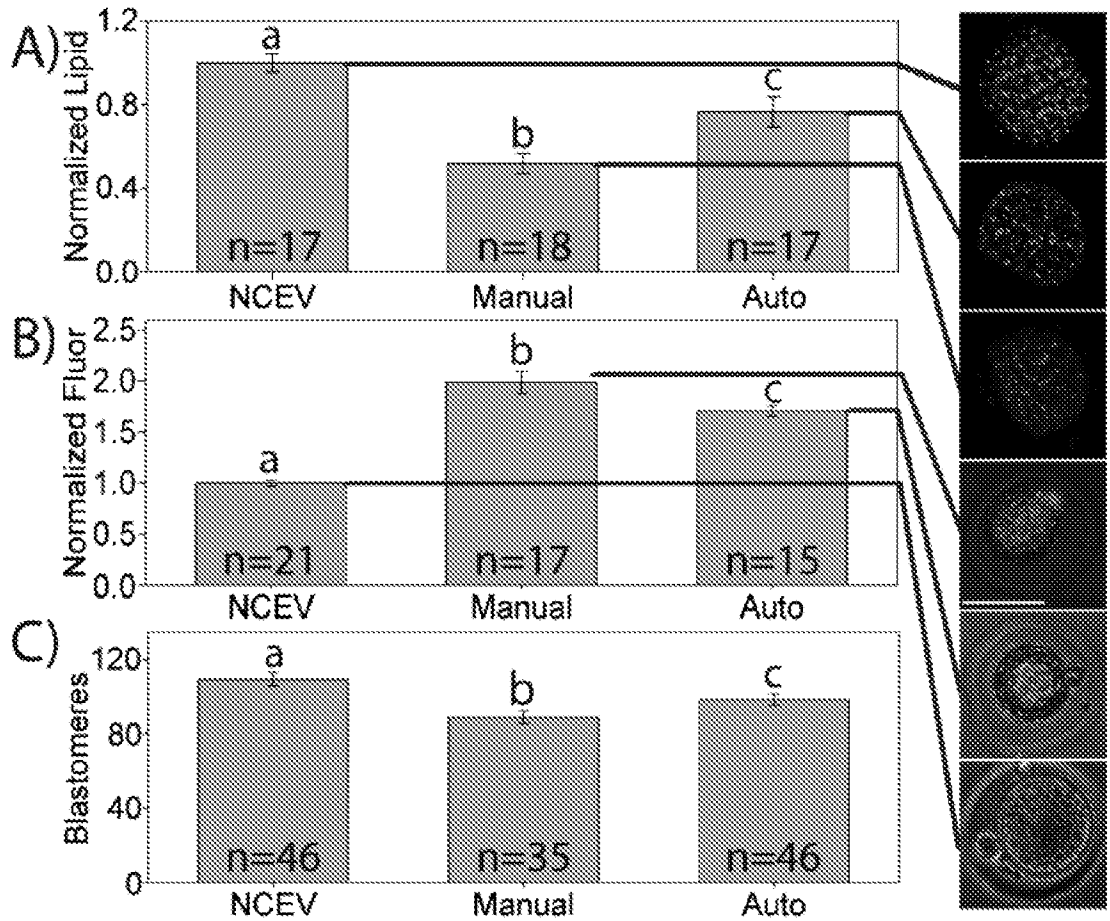 A)
Normalized Lipid
1.2
0.8
0.4
0.0
a
b
c
n=17
n=18
n=17
NCEV
Manual
Auto
B)
Normalized Fluor
2.5
2.0
1.5
1.0
0.5
0.0
a
b
c
n=21
n=17
n=15
NCEV
Manual
Auto
C)
Blastomeres
120
80
40
0
a
b
c
n=46
n=35
n=46
NCEV
Manual
Auto